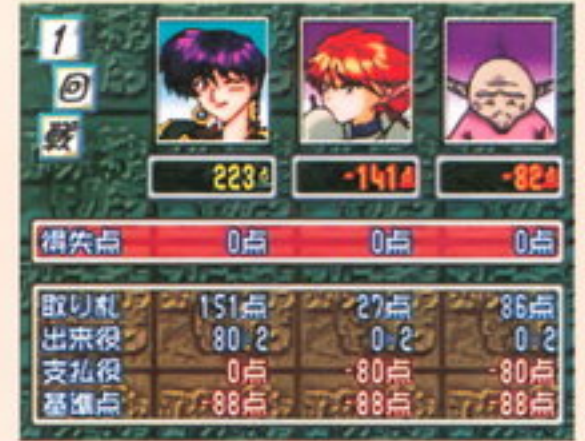 1
回
戦
223点 -141点 -82点
得失点 0点 0点 0点
取り札 151点 27点 86点
出来役 80×2 0×2 0×2
支払役 0点 -80点 -80点
基準点 -88点 -88点 -88点